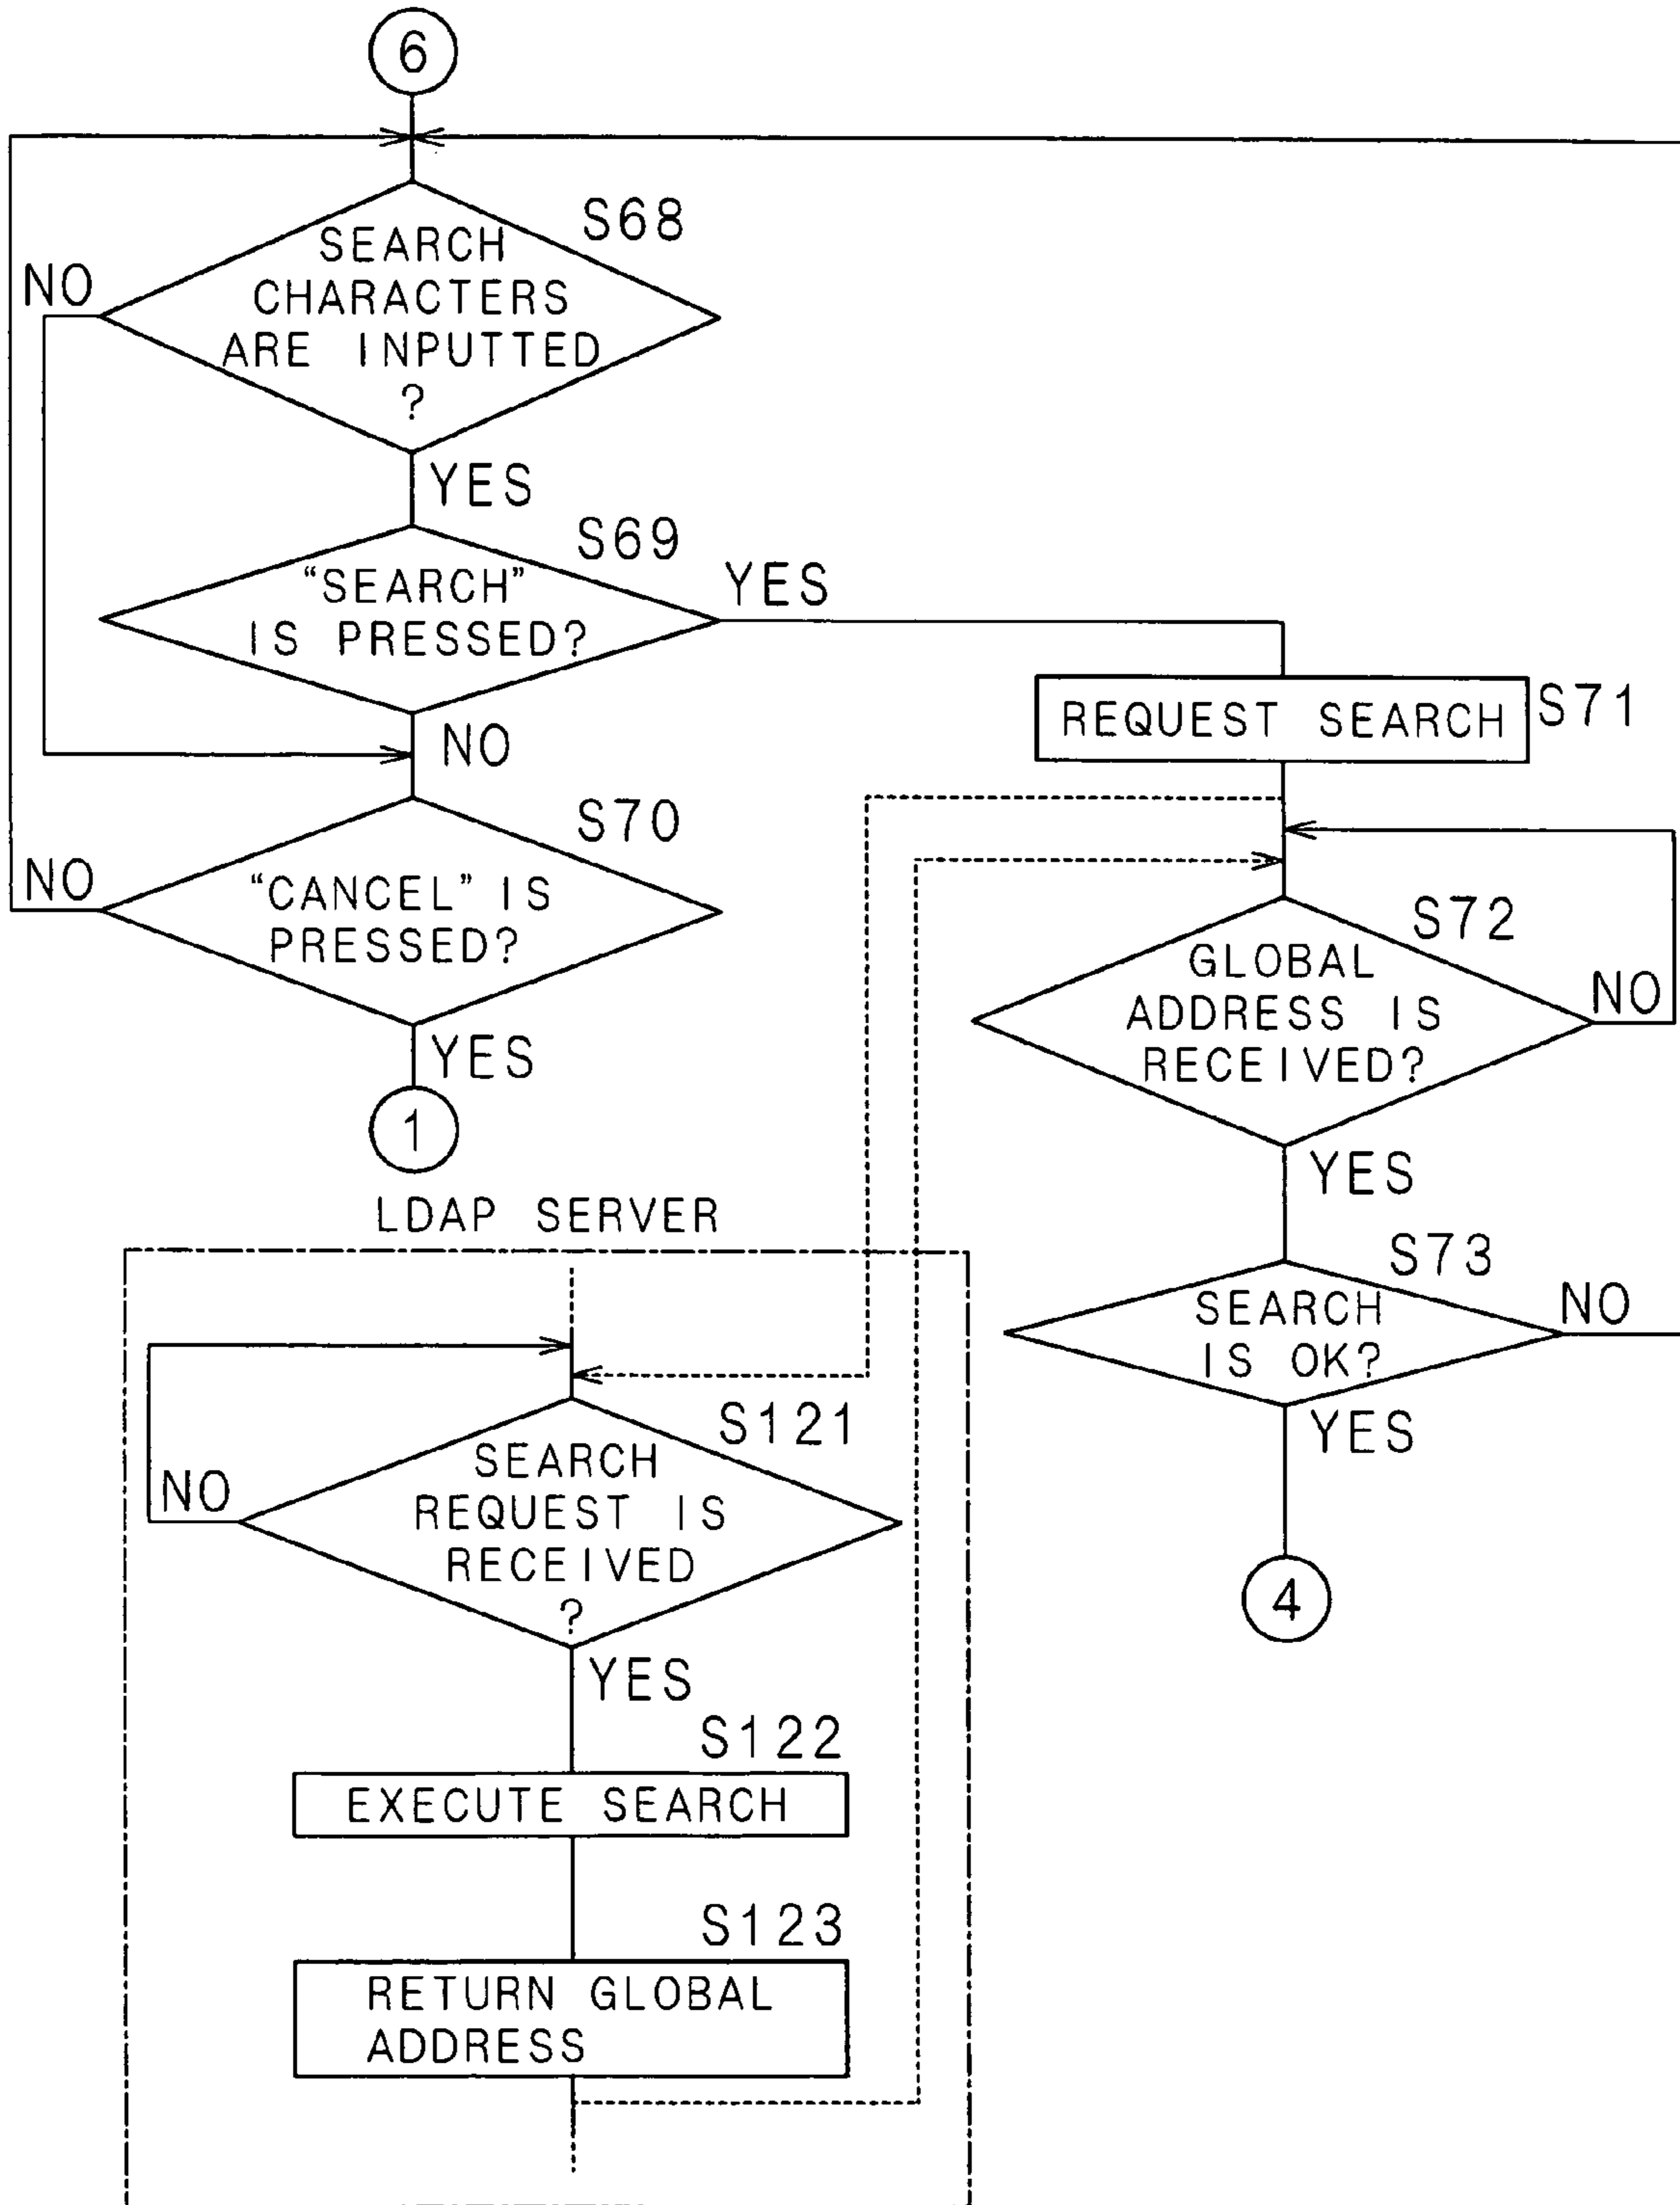 6
S68
SEARCH
CHARACTERS
ARE INPUTTED
?
NO
YES
S69
"SEARCH"
IS PRESSED?
YES
NO
S70
"CANCEL" IS
PRESSED?
NO
YES
1
REQUEST SEARCH
S71
S72
GLOBAL
ADDRESS IS
RECEIVED?
NO
YES
S73
SEARCH
IS OK?
NO
YES
4
LDAP SERVER
S121
SEARCH
REQUEST IS
RECEIVED
?
NO
YES
S122
EXECUTE SEARCH
S123
RETURN GLOBAL
ADDRESS